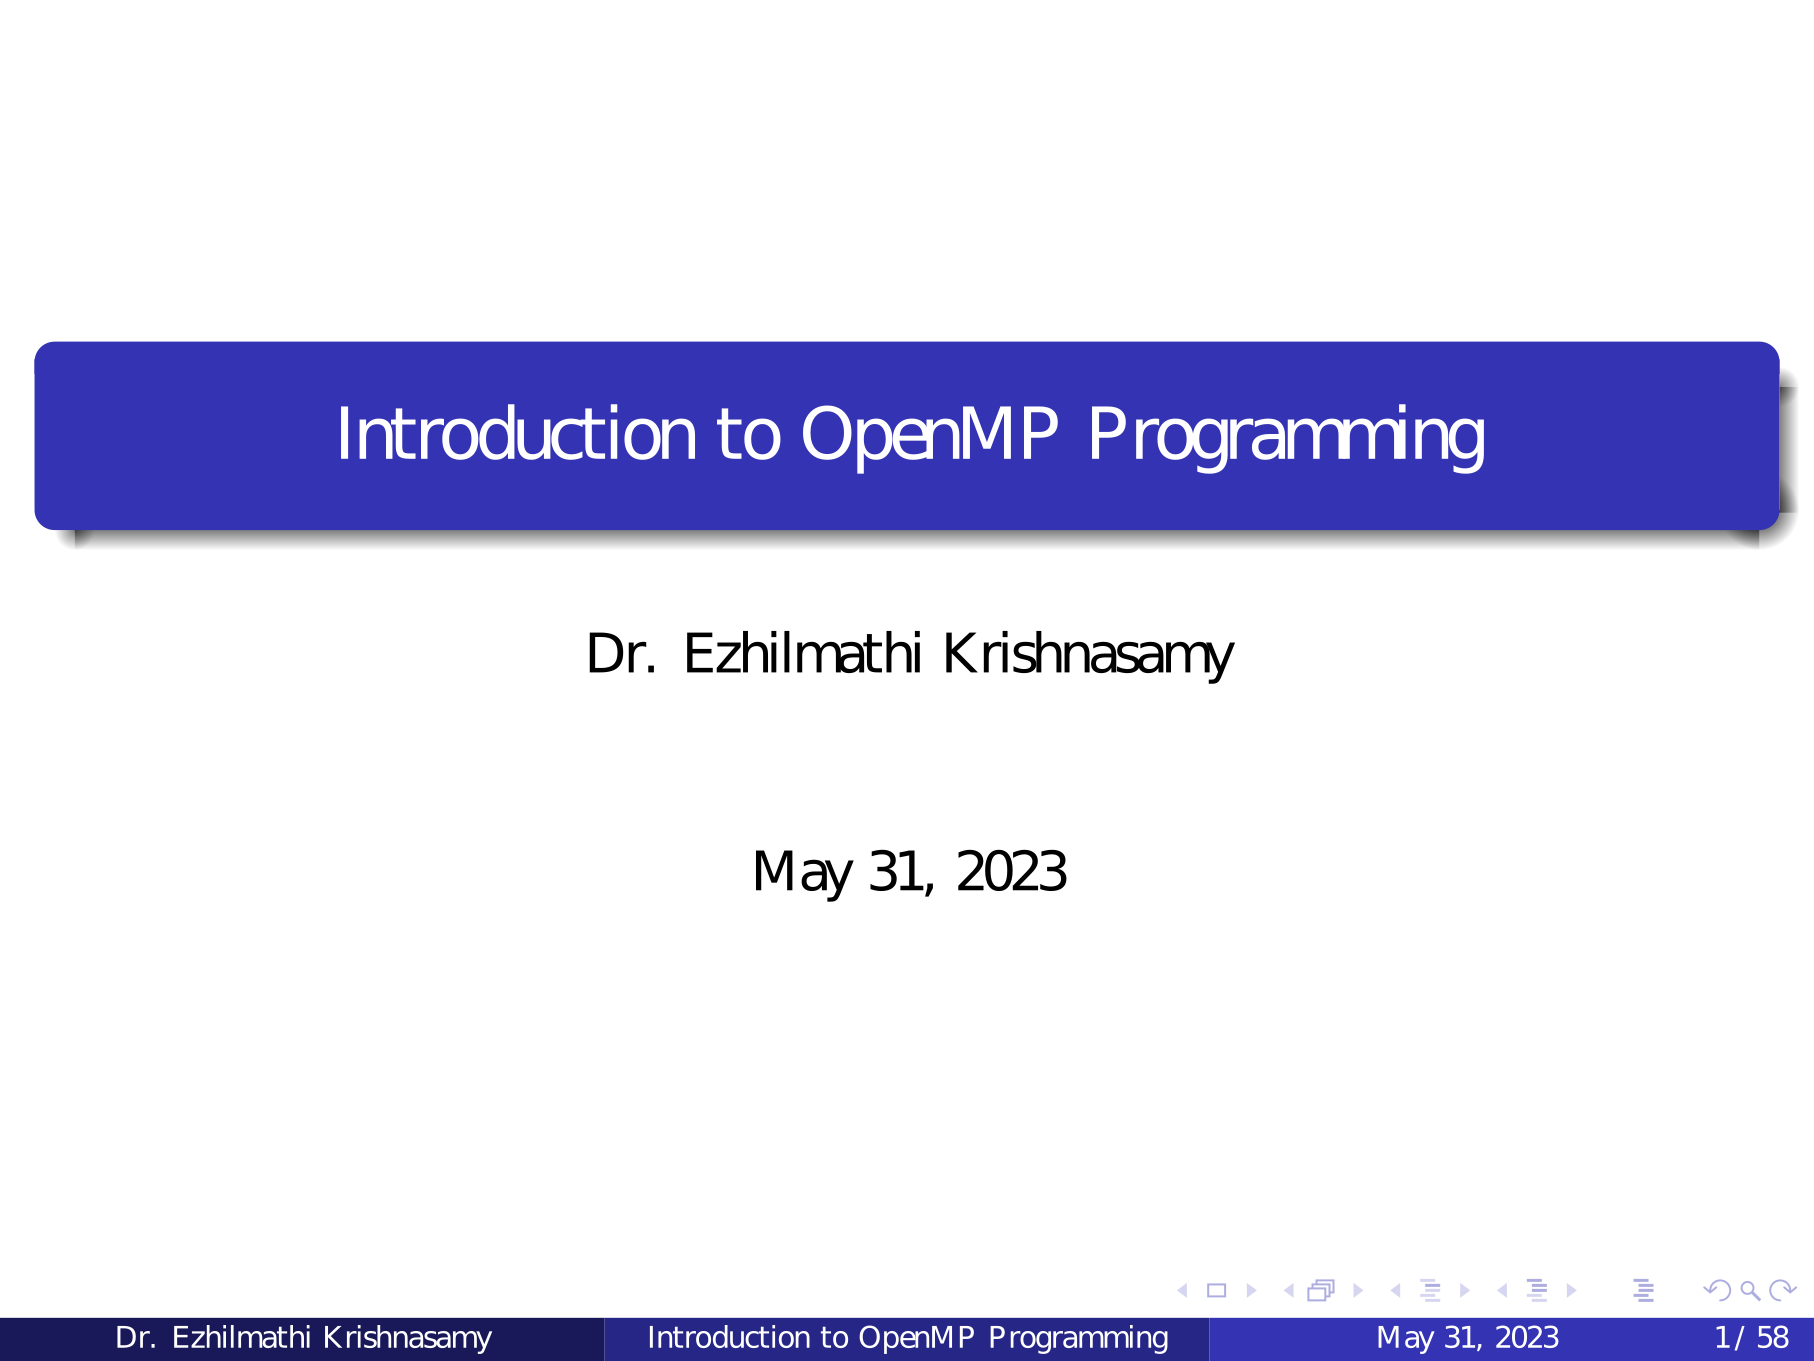 Introduction to OpenMP Programming
Dr. Ezhilmathi Krishnasamy
May 31, 2023
Dr. Ezhilmathi Krishnasamy Introduction to OpenMP Programming May 31, 2023 1 / 58